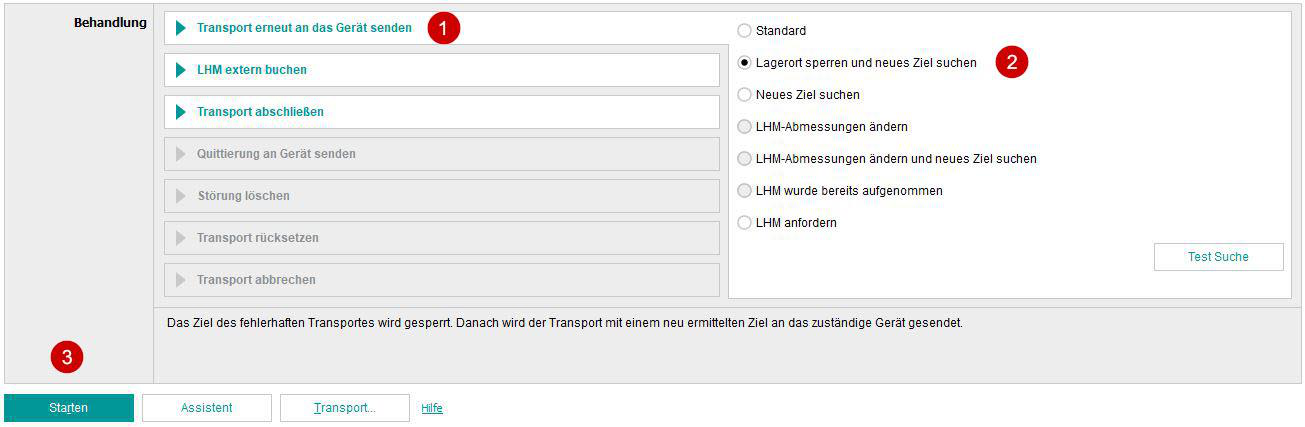 Behandlung
Transport erneut an das Gerät senden
1
LHM extern buchen
Transport abschließen
Quittierung an Gerät senden
Störung löschen
Transport rücksetzen
Transport abbrechen
Standard
Lagerort sperren und neues Ziel suchen
2
Neues Ziel suchen
LHM-Abmessungen ändern
LHM-Abmessungen ändern und neues Ziel suchen
LHM wurde bereits aufgenommen
LHM anfordern
Test Suche
Das Ziel des fehlerhaften Transportes wird gesperrt. Danach wird der Transport mit einem neu ermittelten Ziel an das zuständige Gerät gesendet.
3
Starten
Assistent
Transport...
Hilfe